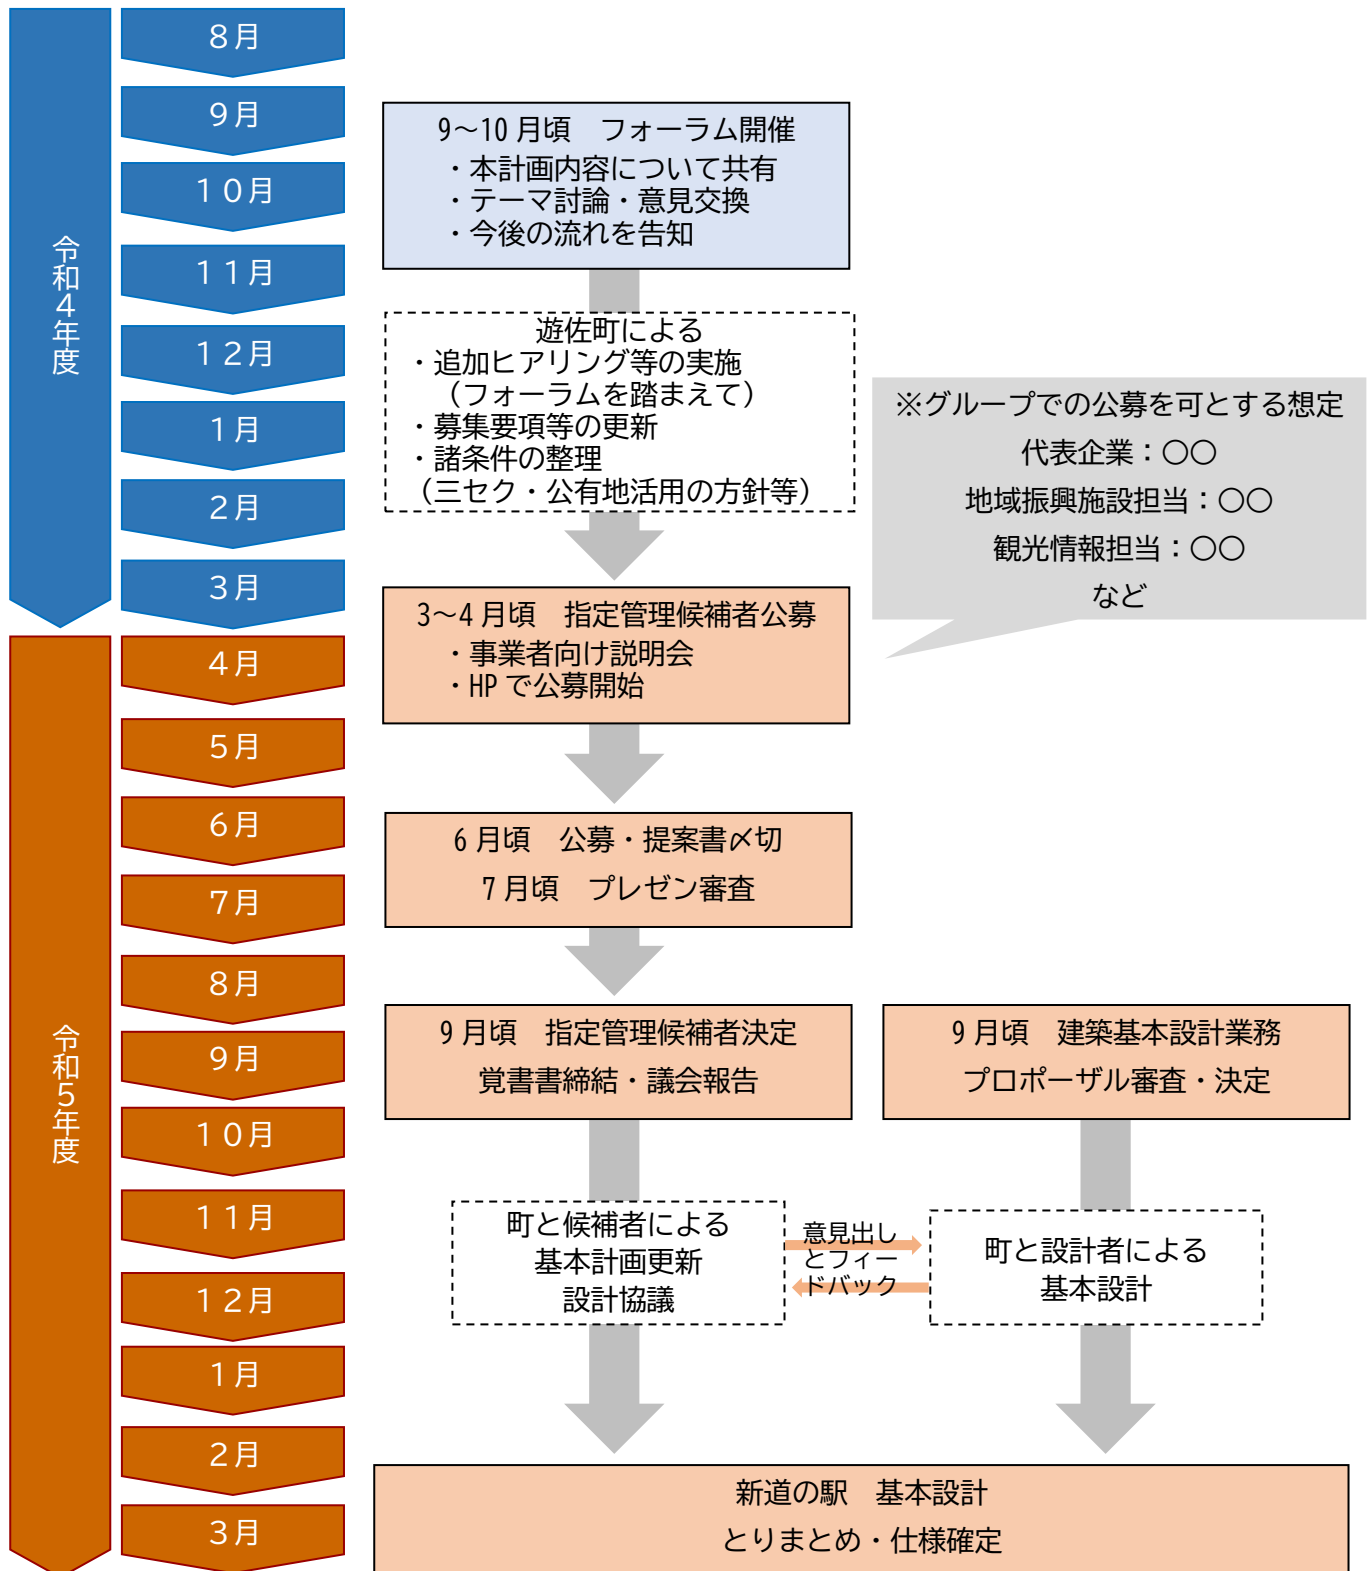 令和４年度
８月
９月
１０月
１１月
１２月
１月
２月
３月
令和５年度
４月
５月
６月
７月
８月
９月
１０月
１１月
１２月
１月
２月
３月
9～10 月頃　フォーラム開催
・本計画内容について共有
・テーマ討論・意見交換
・今後の流れを告知
遊佐町による
・追加ヒアリング等の実施
（フォーラムを踏まえて）
・募集要項等の更新
・諸条件の整理
（三セク・公有地活用の方針等）
※グループでの公募を可とする想定
代表企業：〇〇
地域振興施設担当：〇〇
観光情報担当：〇〇
など
3～4 月頃　指定管理候補者公募
・事業者向け説明会
・HP で公募開始
6 月頃　公募・提案書〆切
7 月頃　プレゼン審査
9 月頃　指定管理候補者決定
覚書書締結・議会報告
9 月頃　建築基本設計業務
プロポーザル審査・決定
町と候補者による
基本計画更新
設計協議
意見出し
とフィー
ドバック
町と設計者による
基本設計
新道の駅　基本設計
とりまとめ・仕様確定